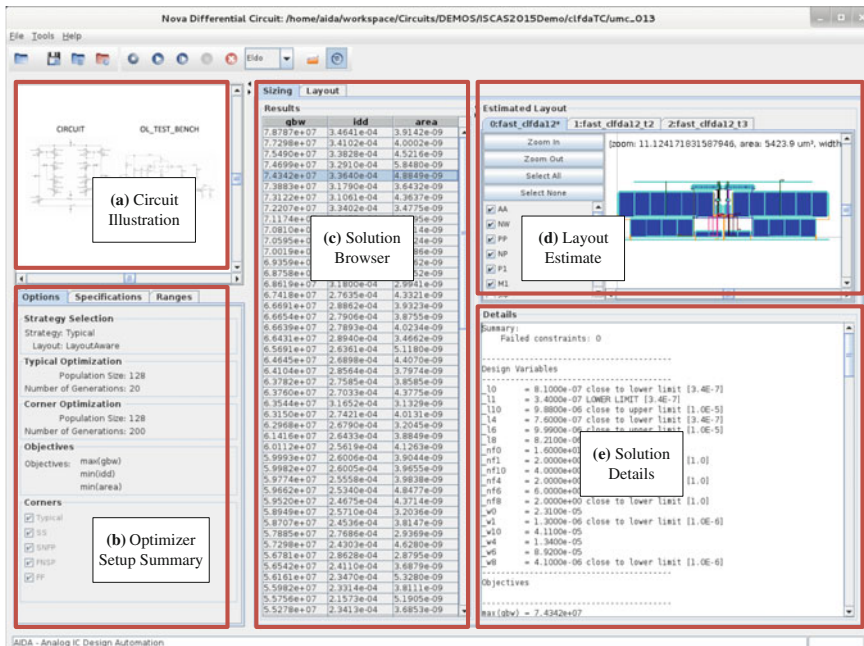 Nova Differential Circuit: /home/aida/workspace/Circuits/DEMOS/ISCAS2015Demo/clfdaTC/umc_013
File Tools Help
Eldo
CIRCUIT
OL_TEST_BENCH
(a) Circuit
Illustration
Options Specifications Ranges
Strategy Selection
Strategy: Typical
Layout: LayoutAware
Typical Optimization
Population Size: 128
Number of Generations: 20
Corner Optimization
Population Size: 128
Number of Generations: 200
Objectives
Objectives: max(gbw)
min(idd)
min(area)
Corners
Typical
SS
SNFP
FNSP
FF
(b) Optimizer
Setup Summary
Sizing Layout
Results
gbw idd area
7.8787e+07 3.4641e-04 3.9142e-09
7.7298e+07 3.4102e-04 4.0002e-09
7.5490e+07 3.3828e-04 4.5216e-09
7.4699e+07 3.2910e-04 5.8480e-09
7.4342e+07 3.3640e-04 4.8849e-09
7.3883e+07 3.1790e-04 3.6432e-09
7.3122e+07 3.1061e-04 4.3637e-09
7.2207e+07 3.3402e-04 3.4775e-09
7.1174e+0
7.0810e+0
7.0595e+0
7.0019e+0
6.9359e+0
6.8758e+0
6.8619e+07 3.1800e-04 2.9941e-09
6.7418e+07 2.7635e-04 4.3321e-09
6.6691e+07 2.8862e-04 3.9323e-09
6.6654e+07 2.7906e-04 3.8755e-09
6.6639e+07 2.7893e-04 4.0234e-09
6.6431e+07 2.8940e-04 3.4662e-09
6.5691e+07 2.6361e-04 5.1180e-09
6.4645e+07 2.6898e-04 4.4070e-09
6.4104e+07 2.8564e-04 3.7974e-09
6.3782e+07 2.7585e-04 3.8585e-09
6.3760e+07 2.7033e-04 4.3775e-09
6.3544e+07 3.1652e-04 3.1329e-09
6.3150e+07 2.7421e-04 4.0131e-09
6.2968e+07 2.6790e-04 3.2045e-09
6.1416e+07 2.6433e-04 3.8849e-09
6.0112e+07 2.5619e-04 4.1263e-09
5.9993e+07 2.6006e-04 3.9044e-09
5.9982e+07 2.6005e-04 3.9655e-09
5.9774e+07 2.5558e-04 3.9838e-09
5.9662e+07 2.5340e-04 4.8477e-09
5.9520e+07 2.4675e-04 4.3714e-09
5.8949e+07 2.5710e-04 3.2036e-09
5.8707e+07 2.4536e-04 3.8147e-09
5.7885e+07 2.7686e-04 2.9369e-09
5.7298e+07 2.4303e-04 4.6280e-09
5.6781e+07 2.8628e-04 2.8795e-09
5.6542e+07 2.4110e-04 3.6879e-09
5.6161e+07 2.3470e-04 5.3280e-09
5.5982e+07 2.3314e-04 3.8111e-09
5.5756e+07 2.1573e-04 5.1905e-09
5.5278e+07 2.3413e-04 3.6853e-09
(c) Solution
Browser
Estimated Layout
0:fast_clfda12* 1:fast_clfda12_t2 2:fast_clfda12_t3
Zoom In
Zoom Out
Select All
Select None
AA
NW
PP
NP
P1
M1
[zoom: 11.124171831587946, area: 5423.9 um², width
(d) Layout
Estimate
Details
Summary:
Failed constraints: 0
----------------------------------------
Design Variables
----------------------------------------
_l0 = 8.1000e-07 close to lower limit [3.4E-7]
_l1 = 3.4000e-07 LOWER LIMIT [3.4E-7]
_l10 = 9.8800e-06 close to upper limit [1.0E-5]
_l4 = 7.6000e-07 close to lower limit [3.4E-7]
_l6 = 9.9900e-06 close to upper limit [1.0E-5]
_l8 = 8.2100e-06
_nf0 = 1.6000e+0
_nf1 = 2.0000e+00 [1.0]
_nf10 = 4.0000e+0
_nf4 = 2.0000e+00 [1.0]
_nf6 = 6.0000e+0
_nf8 = 2.0000e+00 close to lower limit [1.0]
_w0 = 2.3100e-05
_w1 = 1.3000e-06 close to lower limit [1.0E-6]
_w10 = 4.1100e-05
_w4 = 1.3400e-05
_w6 = 8.9200e-05
_w8 = 4.1000e-06 close to lower limit [1.0E-6]
----------------------------------------
Objectives
----------------------------------------
max(gbw) = 7.4342e+07
(e) Solution
Details
AIDA - Analog IC Design Automation